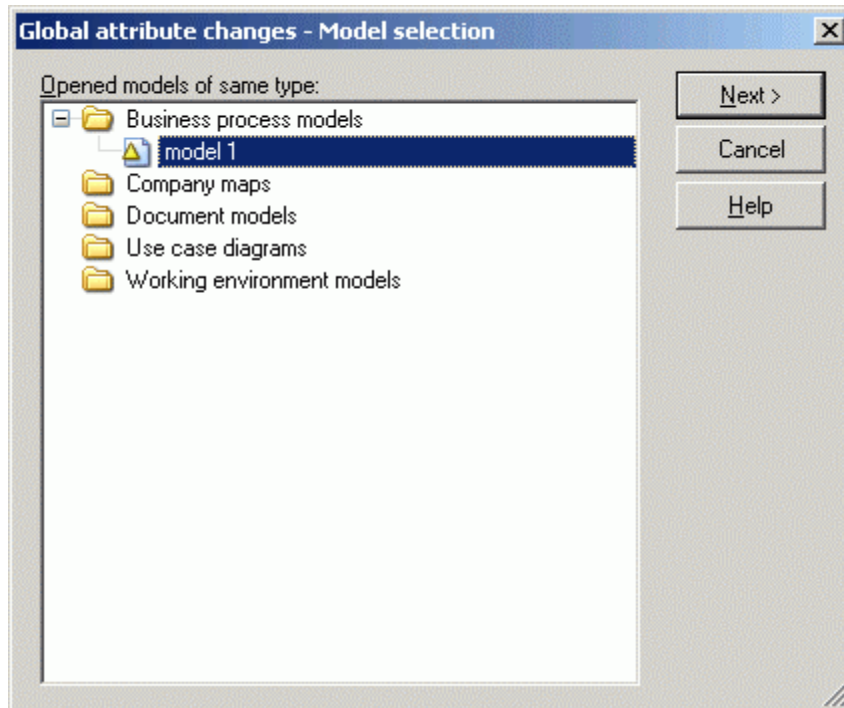 Global attribute changes - Model selection
Opened models of same type:
Business process models
model 1
Company maps
Document models
Use case diagrams
Working environment models
Next >
Cancel
Help